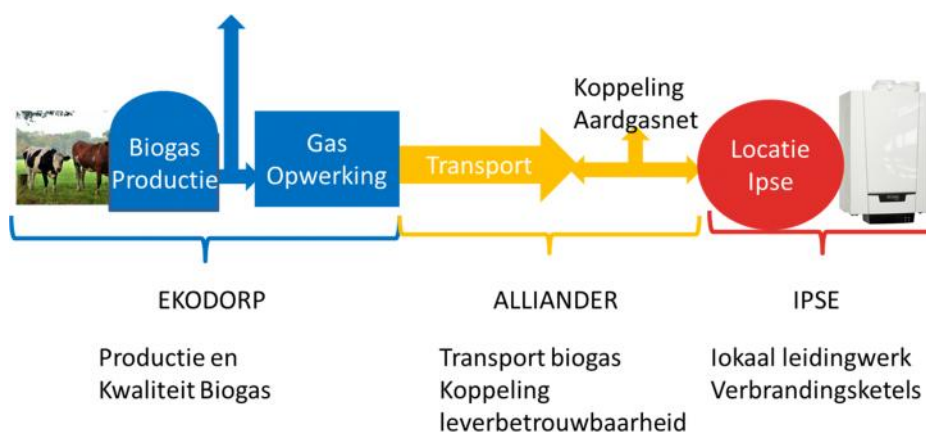 Koppeling
Aardgasnet
Biogas
Productie
Gas
Opwerking
Transport
Locatie
Ipse
EKODORP
ALLIANDER
IPSE
Productie en
Kwaliteit Biogas
Transport biogas
Koppeling
leverbetrouwbaarheid
lokaal leidingwerk
Verbrandingsketels